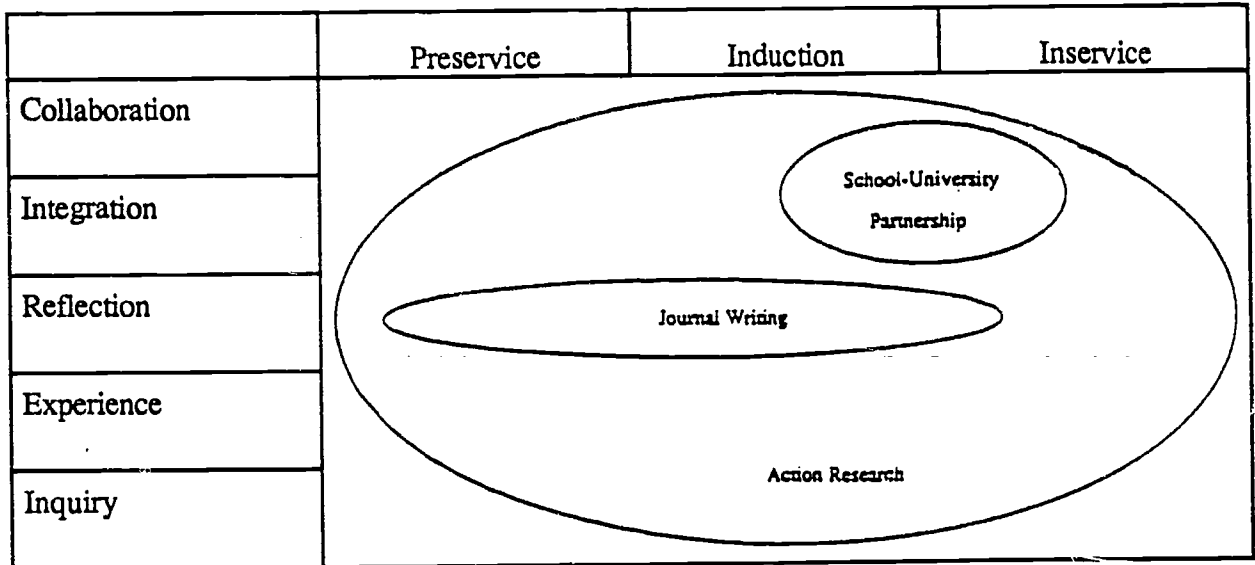 Preservice Induction Inservice
Collaboration
School-University
Integration
Partnership
Reflection
Journal Writing
Experience
Action Research
Inquiry